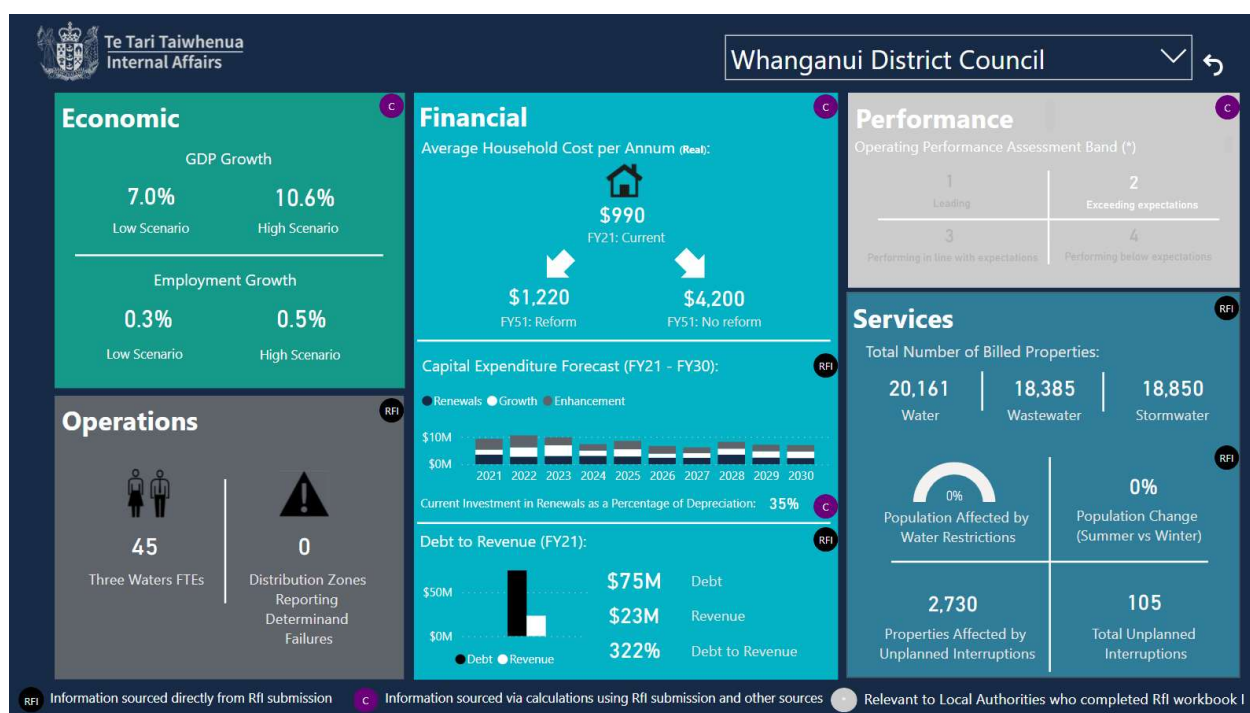 Te Tari Taiwhenua
Internal Affairs
Whanganui District Council
Economic
C
GDP Growth
7.0%
10.6%
Low Scenario
High Scenario
Employment Growth
0.3%
0.5%
Low Scenario
High Scenario
Operations
RFI
45
0
Three Waters FTEs
Distribution Zones
Reporting
Determinand
Failures
Financial
C
Average Household Cost per Annum (Real):
$990
FY21: Current
$1,220
$4,200
FY51: Reform
FY51: No reform
Capital Expenditure Forecast (FY21 - FY30):
RFI
Renewals Growth Enhancement
$10M
$0M
2021 2022 2023 2024 2025 2026 2027 2028 2029 2030
Current Investment in Renewals as a Percentage of Depreciation: 35%
C
Debt to Revenue (FY21):
RFI
$50M
$0M
Debt Revenue
$75M Debt
$23M Revenue
322% Debt to Revenue
Performance
C
Operating Performance Assessment Band (*)
1
Leading
2
Exceeding expectations
3
Performing in line with expectations
4
Performing below expectations
Services
RFI
Total Number of Billed Properties:
20,161
18,385
18,850
Water
Wastewater
Stormwater
RFI
0%
Population Affected by
Water Restrictions
0%
Population Change
(Summer vs Winter)
2,730
Properties Affected by
Unplanned Interruptions
105
Total Unplanned
Interruptions
RFI Information sourced directly from RfI submission
C Information sourced via calculations using RfI submission and other sources
* Relevant to Local Authorities who completed RfI workbook I